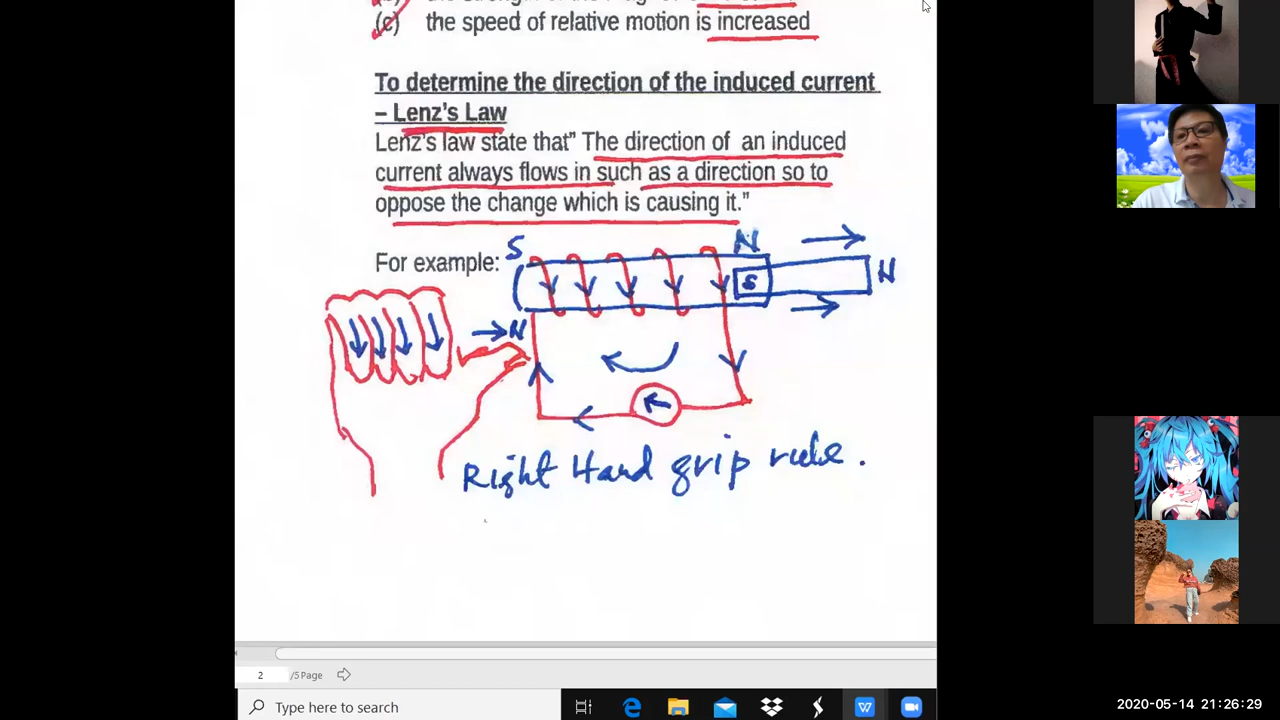 (c) the speed of relative motion is increased
To determine the direction of the induced current
– Lenz's Law
Lenz's law state that" The direction of an induced
current always flows in such as a direction so to
oppose the change which is causing it."
For example:
S
N
S
N
N
Right Hand grip rule.
2 /5Page
Type here to search
2020-05-14 21:26:29